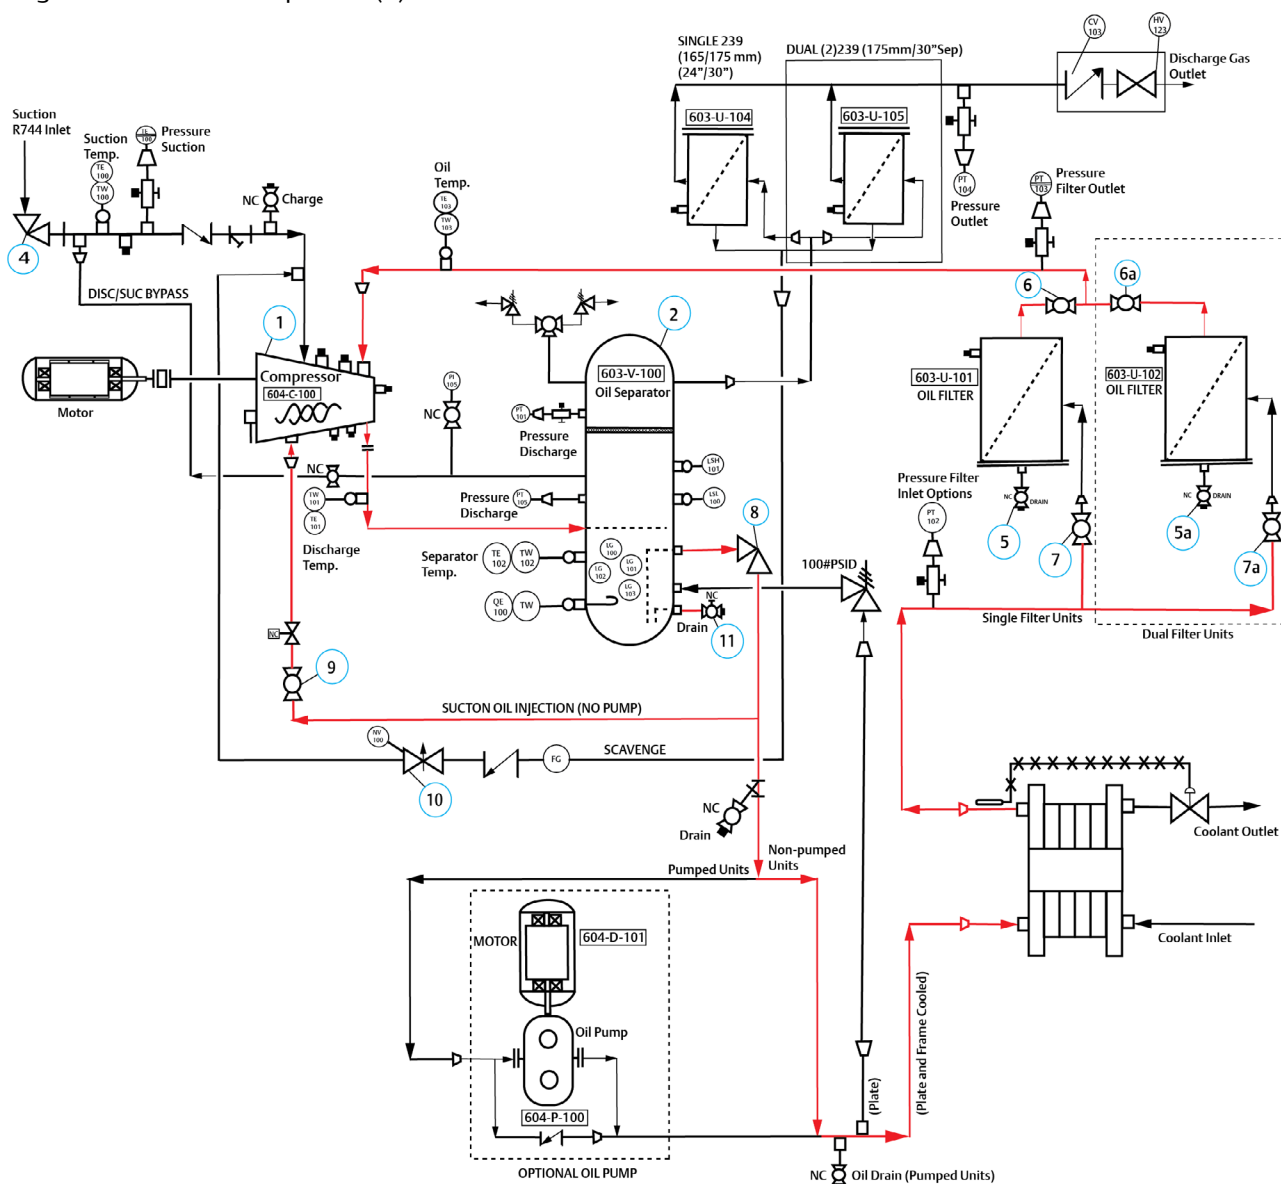 SINGLE 239
(165/175 mm)
(24"/30")
DUAL (2)239 (175mm/30"Sep)
CV
103
HV
123
Discharge Gas
Outlet
603-U-104
603-U-105
Suction
R744 Inlet
Suction
Temp.
TE
100
TW
100
TE
100
Pressure
Suction
NC
Charge
4
Oil
Temp.
TE
103
TW
103
PT
104
Pressure
Outlet
PT
103
Pressure
Filter Outlet
DISC/SUC BYPASS
6
6a
1
2
Compressor
604-C-100
Motor
603-V-100
Oil Separator
PI
105
NC
PT
101
Pressure
Discharge
603-U-101
OIL FILTER
603-U-102
OIL FILTER
NC
TW
101
TE
101
Discharge
Temp.
Pressure
Discharge
PT
105
LSH
101
LSL
100
Separator
Temp.
TE
102
TW
102
LG
100
LG
101
LG
102
LG
103
QE
100
TW
8
100#PSID
NC
Drain
11
Pressure Filter
Inlet Options
PT
102
NC
DRAIN
5
7
NC
DRAIN
5a
7a
Single Filter Units
Dual Filter Units
NC
9
SUCTON OIL INJECTION (NO PUMP)
NV
100
FG
SCAVENGE
10
NC
Drain
Non-pumped
Units
Pumped Units
Coolant Outlet
Coolant Inlet
MOTOR
604-D-101
Oil Pump
604-P-100
OPTIONAL OIL PUMP
(Plate)
(Plate and Frame Cooled)
NC
Oil Drain (Pumped Units)